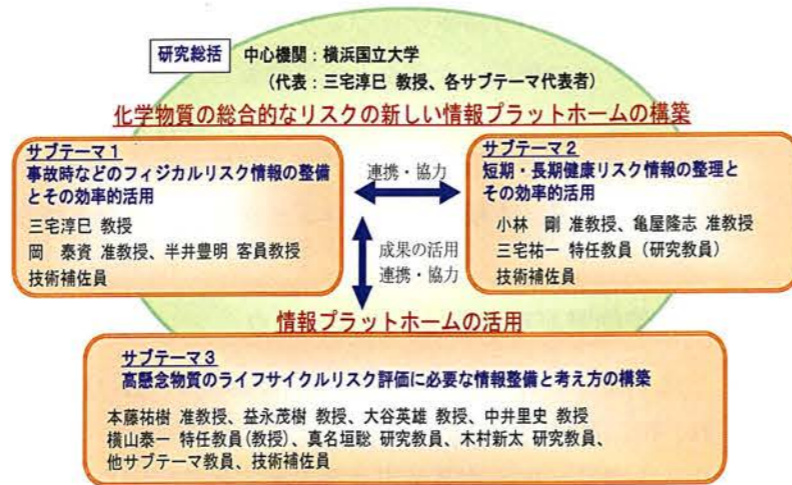 研究総括 中心機関：横浜国立大学
（代表：三宅淳巳 教授、各サブテーマ代表者）
化学物質の総合的なリスクの新しい情報プラットホームの構築
サブテーマ１
事故時などのフィジカルリスク情報の整備
とその効率的活用
三宅淳巳 教授
岡　泰資 准教授、半井豊明 客員教授
技術補佐員
連携・協力
サブテーマ２
短期・長期健康リスク情報の整理と
その効率的活用
小林　剛 准教授、亀屋隆志 准教授
三宅祐一 特任教員（研究教員）
技術補佐員
成果の活用
連携・協力
情報プラットホームの活用
サブテーマ３
高懸念物質のライフサイクルリスク評価に必要な情報整備と考え方の構築
本藤祐樹 准教授、益永茂樹 教授、大谷英雄 教授、中井里史 教授
横山泰一 特任教員(教授)、真名垣聡 研究教員、木村新太 研究教員、
他サブテーマ教員、技術補佐員